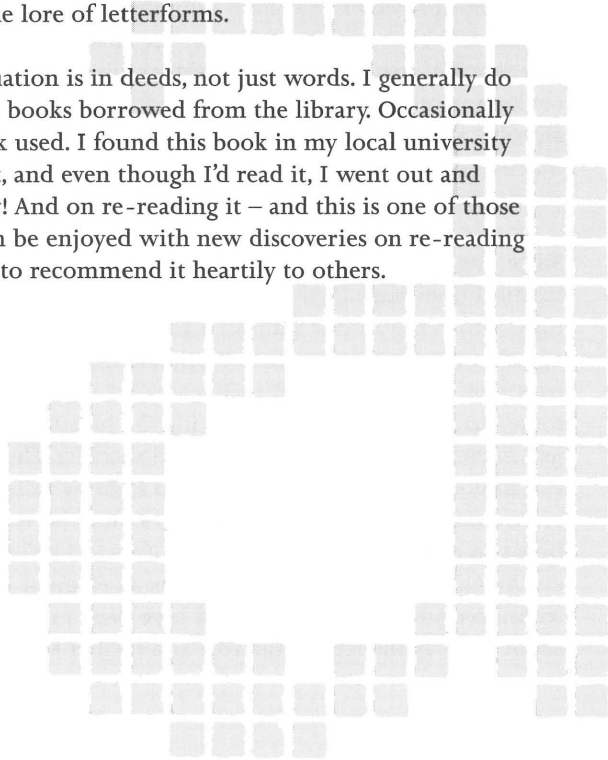 e lore of letterforms.
uation is in deeds, not just words. I generally do
books borrowed from the library. Occasionally
k used. I found this book in my local university
, and even though I’d read it, I went out and
! And on re-reading it – and this is one of those
n be enjoyed with new discoveries on re-reading
to recommend it heartily to others.